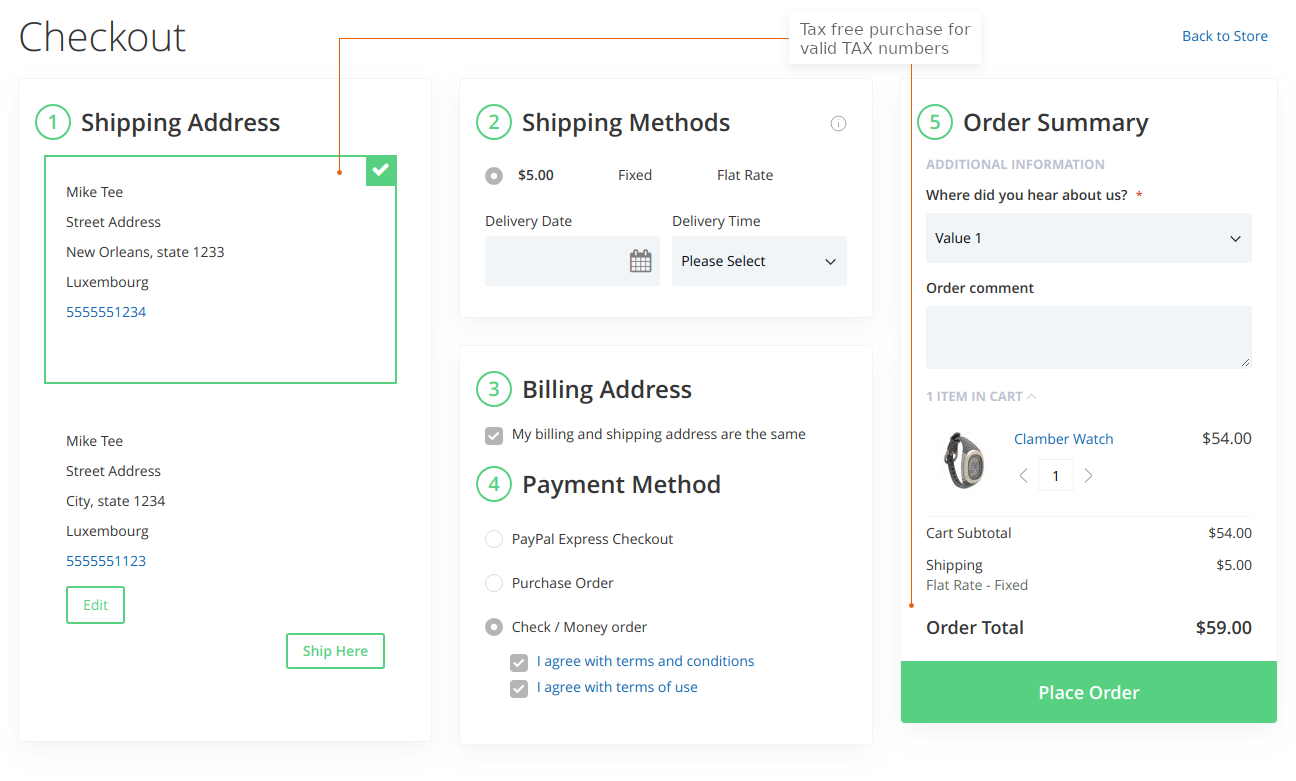 Checkout
Tax free purchase for
valid TAX numbers
Back to Store
1 Shipping Address
Mike Tee
Street Address
New Orleans, state 1233
Luxembourg
5555551234
Mike Tee
Street Address
City, state 1234
Luxembourg
5555551123
Edit
Ship Here
2 Shipping Methods
$5.00 Fixed Flat Rate
Delivery Date Delivery Time
Please Select
3 Billing Address
My billing and shipping address are the same
4 Payment Method
PayPal Express Checkout
Purchase Order
Check / Money order
I agree with terms and conditions
I agree with terms of use
5 Order Summary
ADDITIONAL INFORMATION
Where did you hear about us? *
Value 1
Order comment
1 ITEM IN CART
Clamber Watch $54.00
1
Cart Subtotal $54.00
Shipping $5.00
Flat Rate - Fixed
Order Total $59.00
Place Order